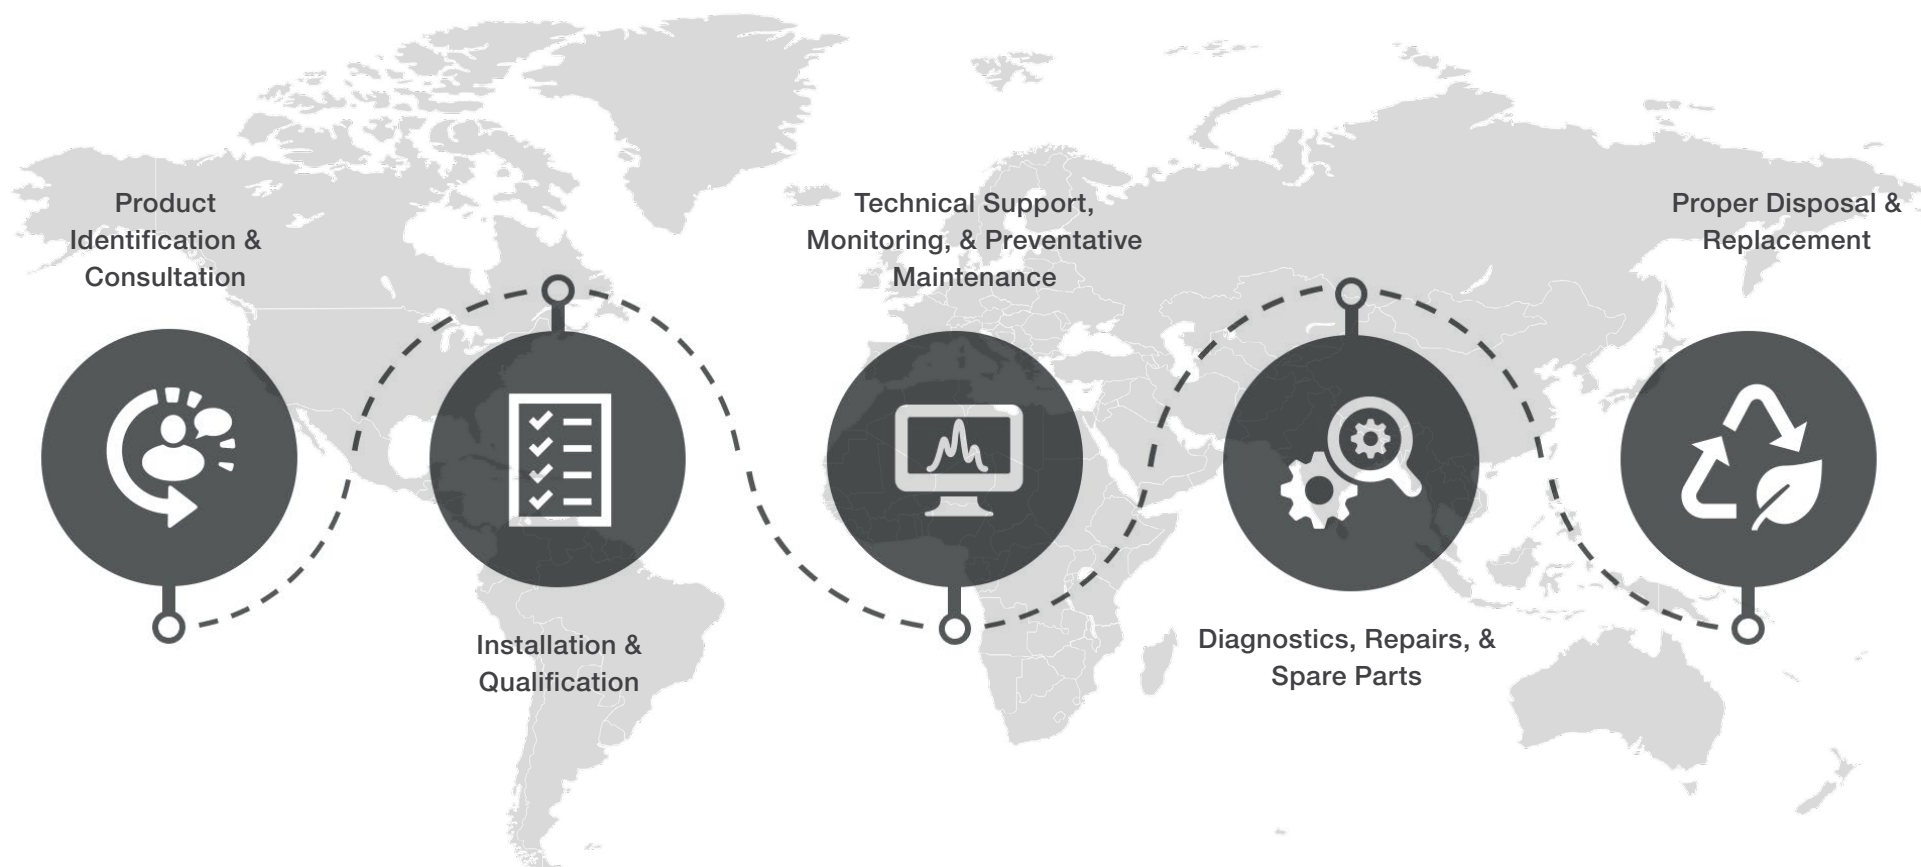 Product
Identification &
Consultation
Installation &
Qualification
Technical Support,
Monitoring, & Preventative
Maintenance
Diagnostics, Repairs, &
Spare Parts
Proper Disposal &
Replacement